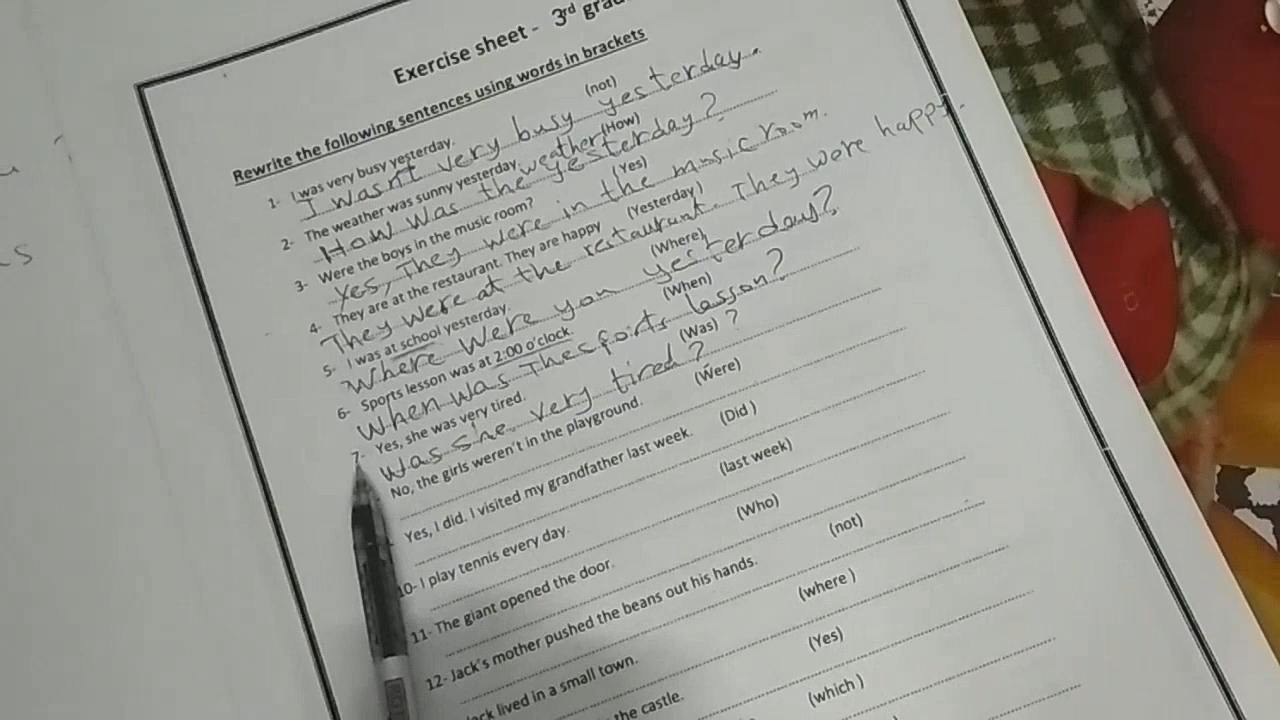 Exercise sheet - 3rd
Rewrite the following sentences using words in brackets
1- I was very busy yesterday. (not)
I wasn't very busy yesterday.
2- The weather was sunny yesterday. (How)
How was the weather yesterday?
3- Were the boys in the music room? (Yes)
Yes, They were in the music room.
4- They are at the restaurant. They are happy (Yesterday)
They were at the restaurant. They were happy.
5- I was at school yesterday. (Where)
Where were you yesterday?
6- Sports lesson was at 2:00 o'clock. (When)
When was The sports lesson?
7- Yes, she was very tired. (Was) ?
Was she very tired?
No, the girls weren't in the playground. (Were)
Yes, I did. I visited my grandfather last week. (Did )
10- I play tennis every day. (last week)
11- The giant opened the door. (Who)
12- Jack's mother pushed the beans out his hands. (not)
lived in a small town. (where )
the castle. (Yes)
(which )